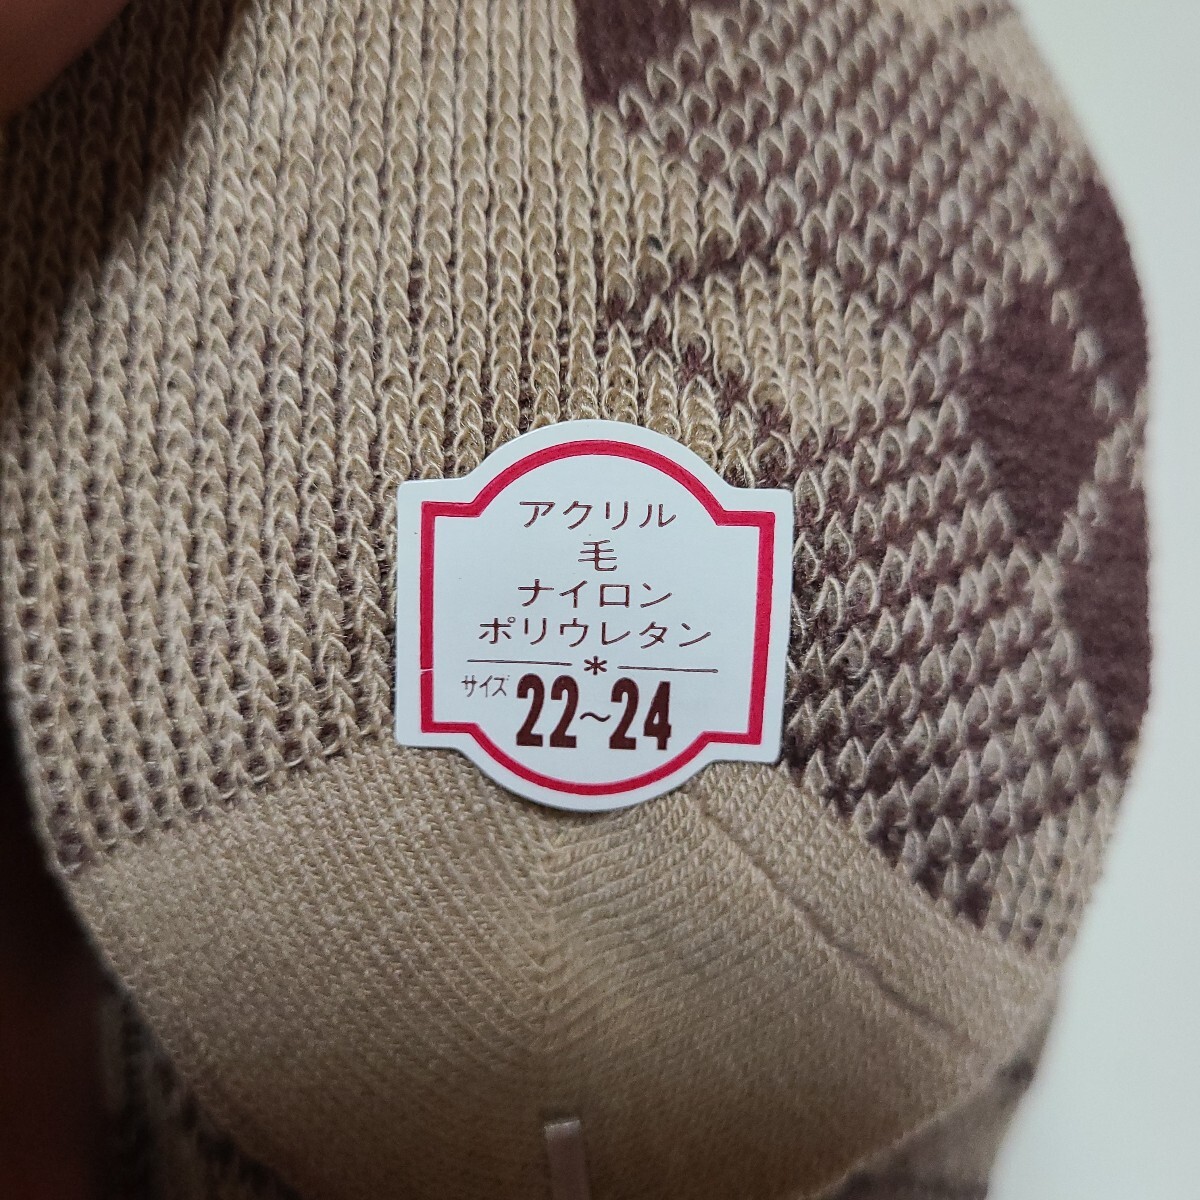 アクリル
毛
ナイロン
ポリウレタン
*
サイズ 22~24